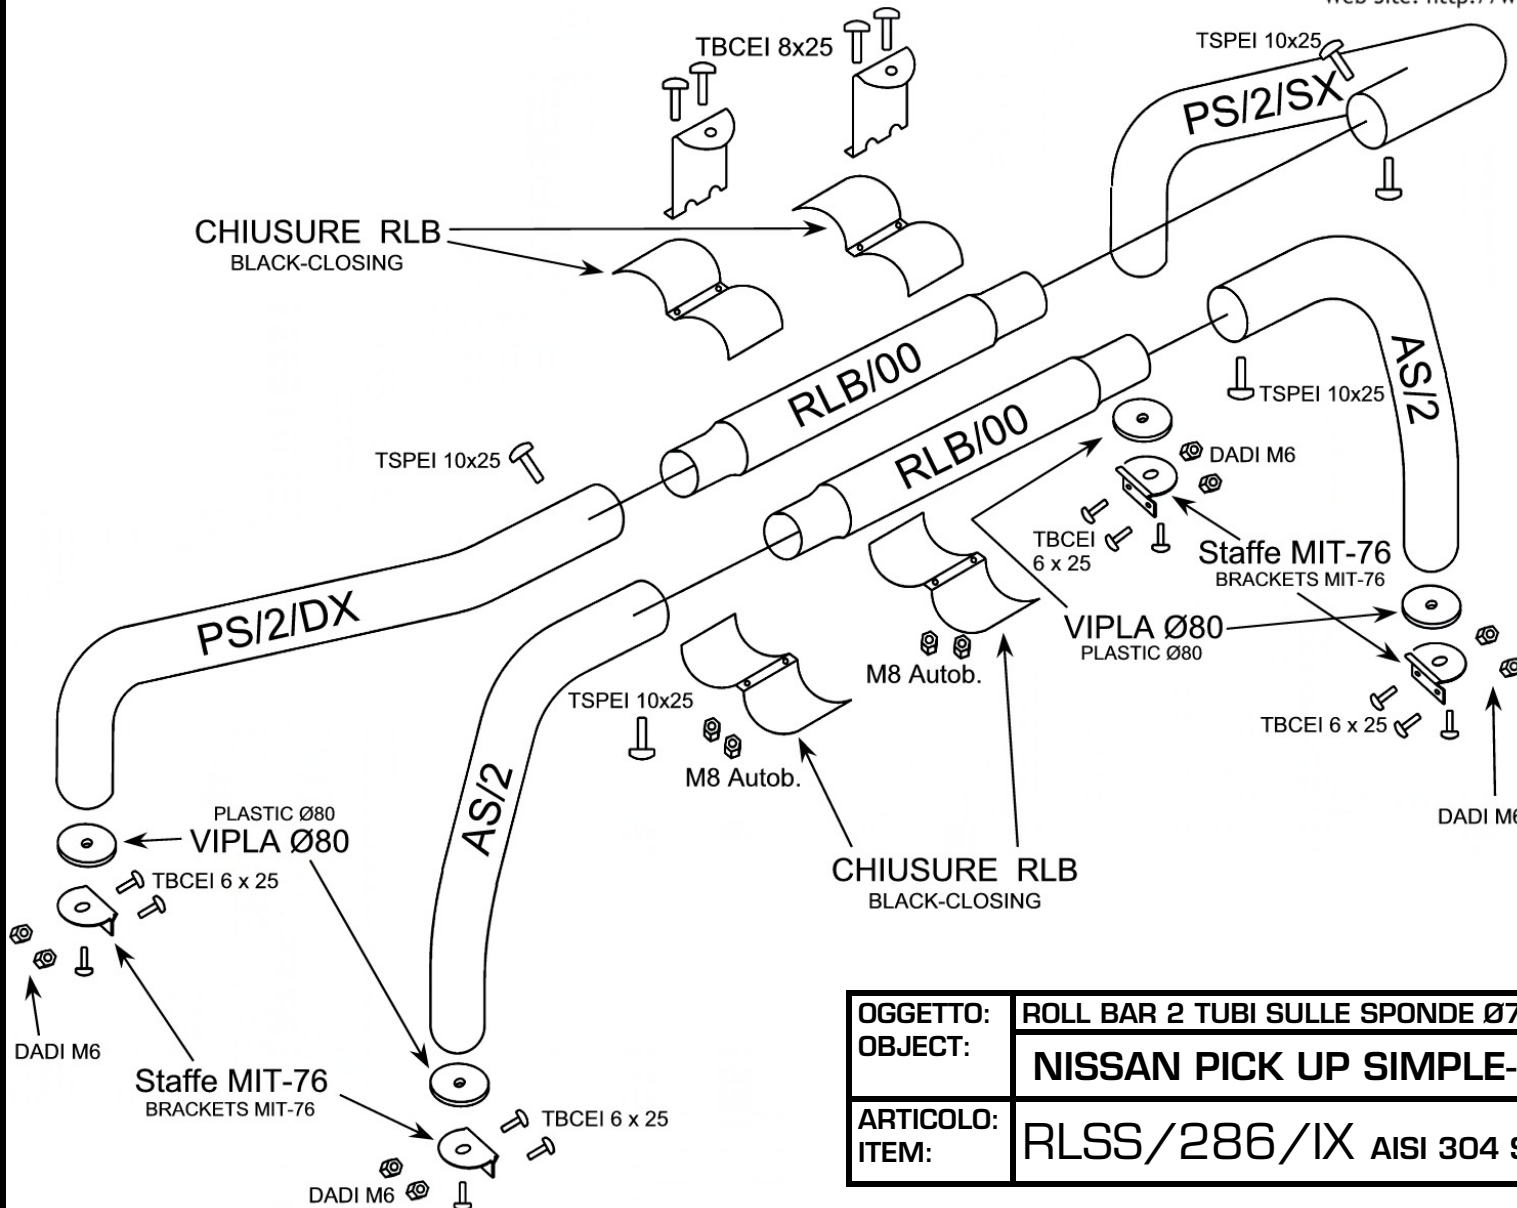 Web site: http://w
TBCEI 8x25
TSPEI 10x25
PS/2/SX
CHIUSURE RLB
BLACK-CLOSING
RLB/00
RLB/00
AS/2
TSPEI 10x25
TSPEI 10x25
DADI M6
TBCEI
6 x 25
Staffe MIT-76
BRACKETS MIT-76
PS/2/DX
VIPLA Ø80
PLASTIC Ø80
M8 Autob.
TSPEI 10x25
TBCEI 6 x 25
M8 Autob.
AS/2
DADI M6
PLASTIC Ø80
VIPLA Ø80
TBCEI 6 x 25
CHIUSURE RLB
BLACK-CLOSING
DADI M6
Staffe MIT-76
BRACKETS MIT-76
TBCEI 6 x 25
DADI M6
OGGETTO:
OBJECT:
ROLL BAR 2 TUBI SULLE SPONDE Ø7
NISSAN PICK UP SIMPLE-
ARTICOLO:
ITEM:
RLSS/286/IX AISI 304 S